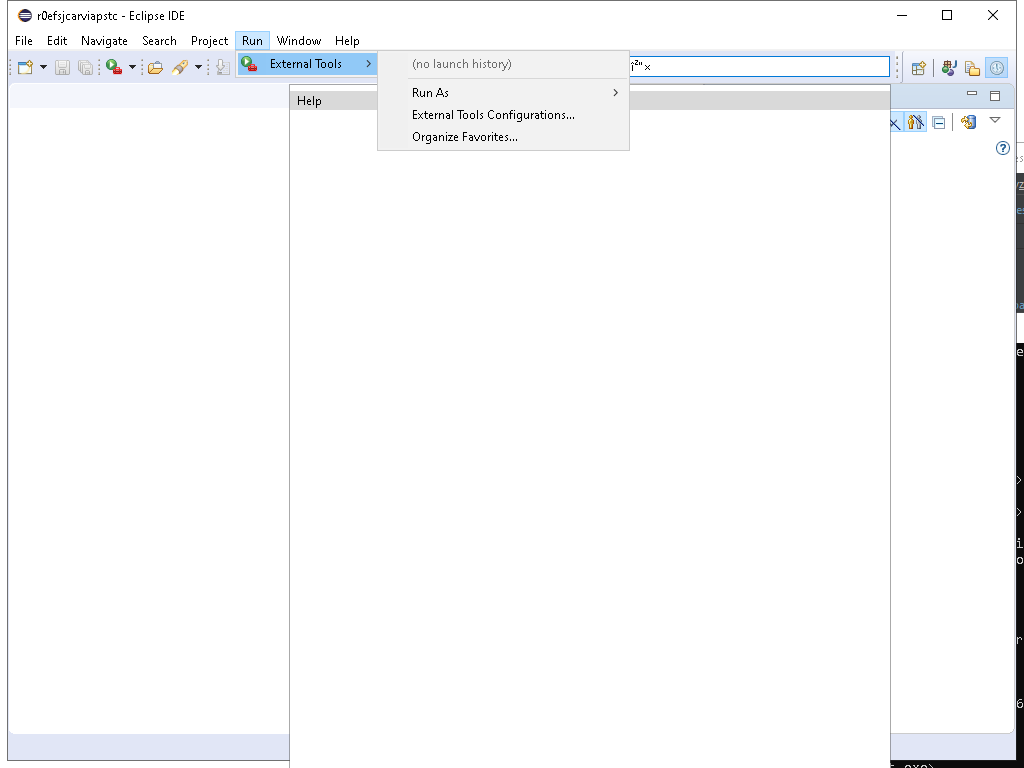 r0efsjcarviapstc - Eclipse IDE
File Edit Navigate Search Project Run Window Help
External Tools
(no launch history)
Run As
External Tools Configurations...
Organize Favorites...
Help